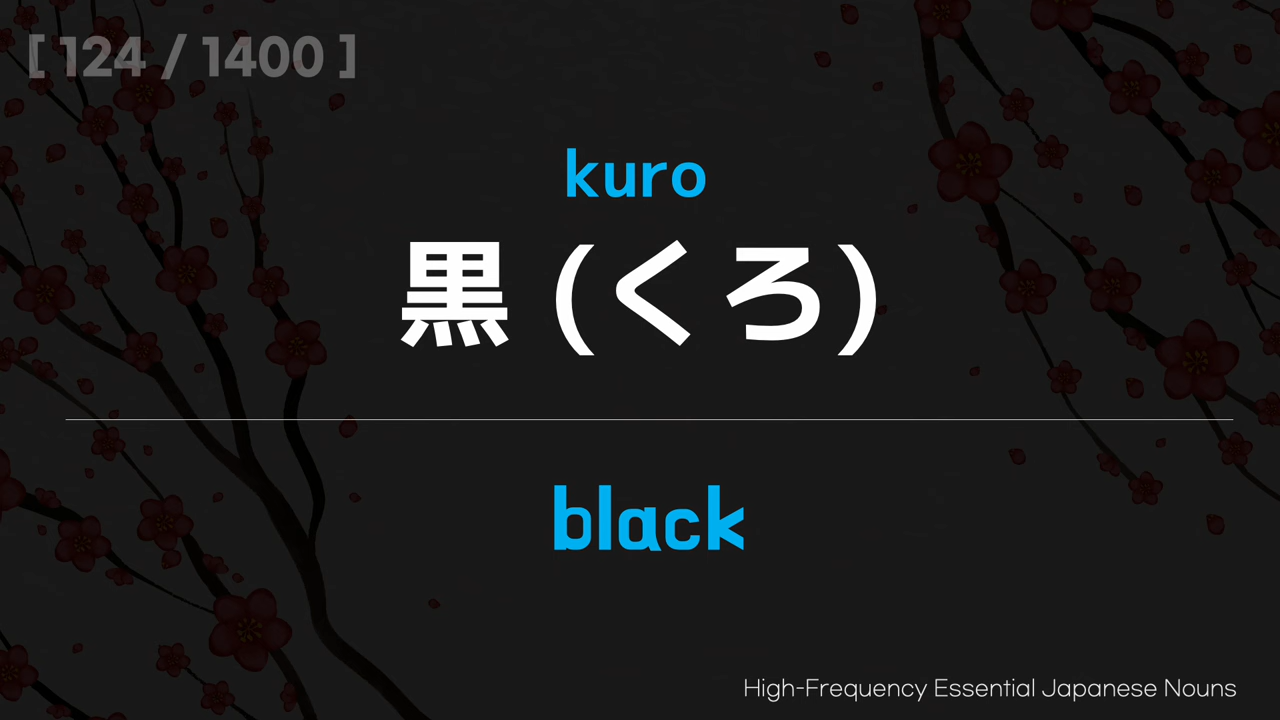 [ 124 / 1400 ]
kuro
黒 (くろ)
black
High-Frequency Essential Japanese Nouns